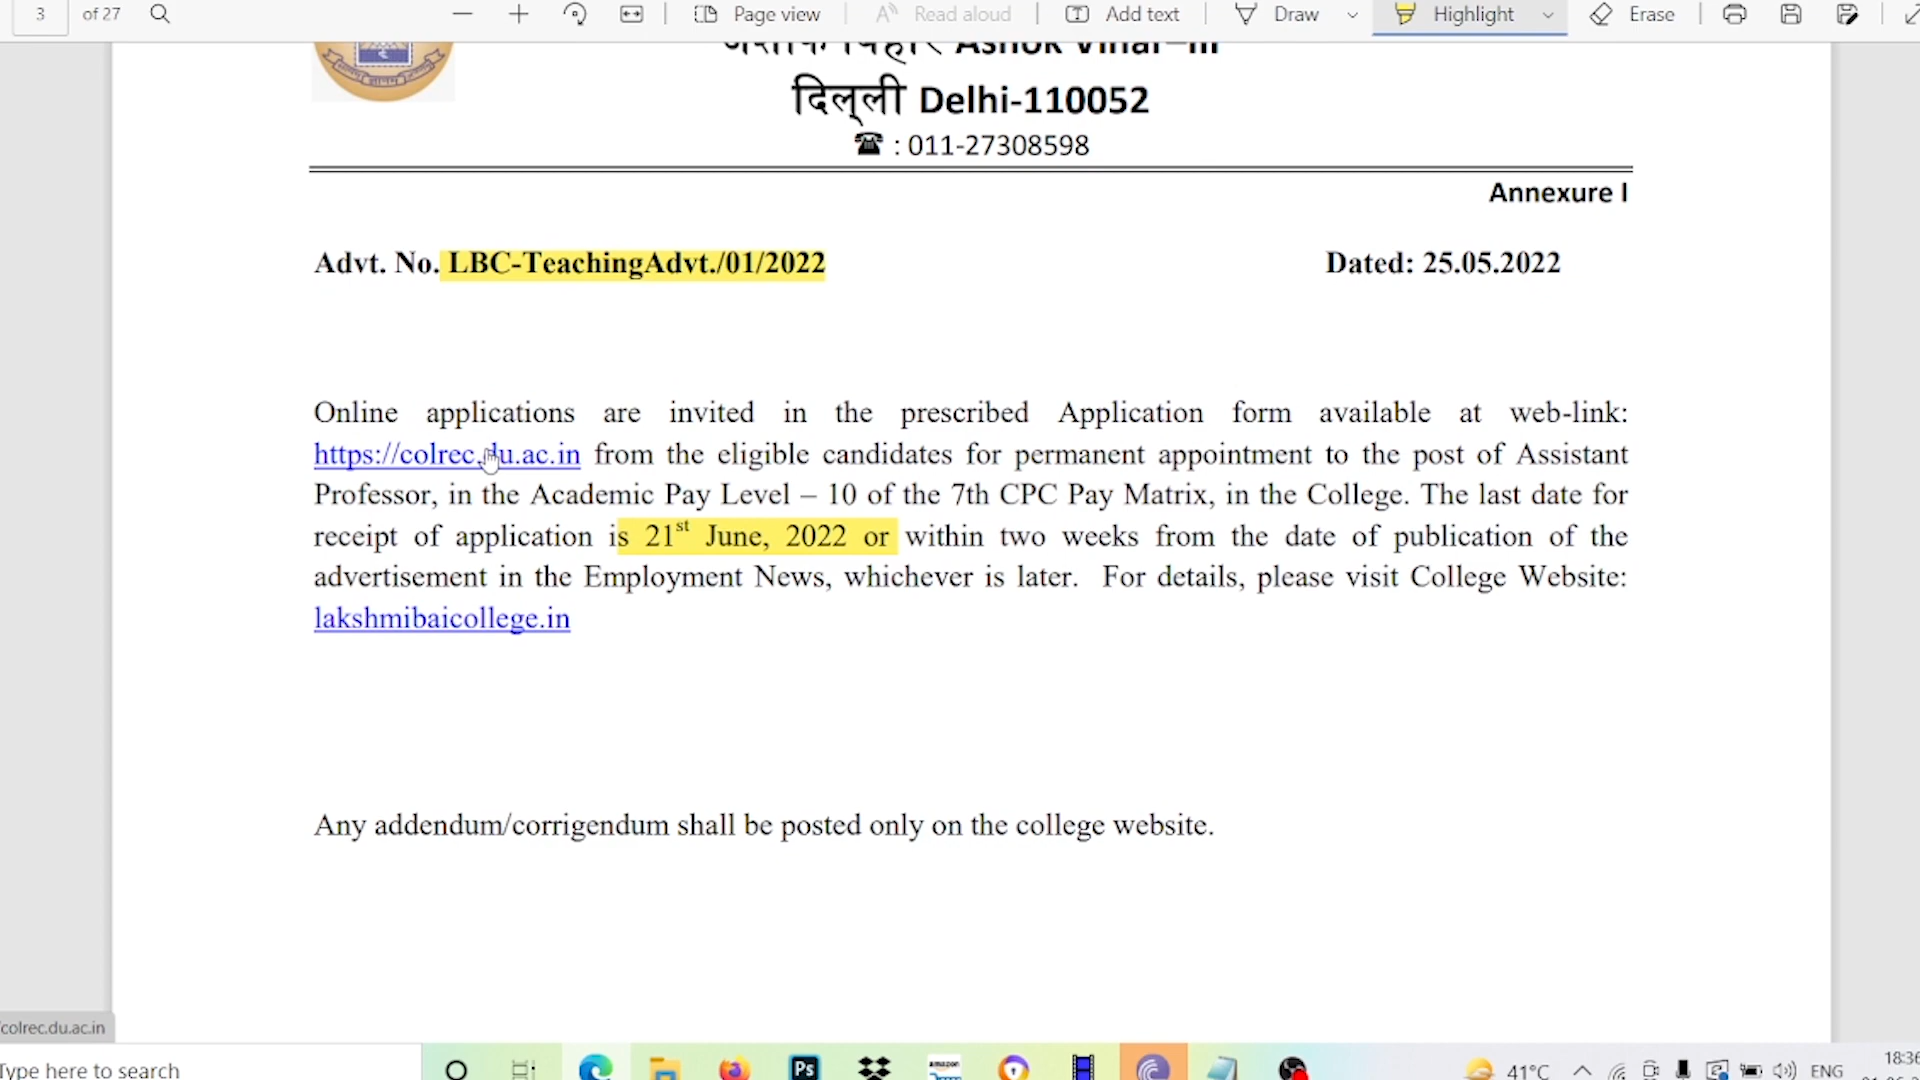 3 of 27 Page view Read aloud Add text Draw Highlight Erase
अशोक विहार Ashok Vihar–III
दिल्ली Delhi-110052
☎ : 011-27308598
Annexure I
Advt. No. LBC-TeachingAdvt./01/2022 Dated: 25.05.2022
Online applications are invited in the prescribed Application form available at web-link:
https://colrec.du.ac.in from the eligible candidates for permanent appointment to the post of Assistant
Professor, in the Academic Pay Level – 10 of the 7th CPC Pay Matrix, in the College. The last date for
receipt of application is 21st June, 2022 or within two weeks from the date of publication of the
advertisement in the Employment News, whichever is later. For details, please visit College Website:
lakshmibaicollege.in
Any addendum/corrigendum shall be posted only on the college website.
colrec.du.ac.in
Type here to search Ps amazon 41°C ENG 18:36